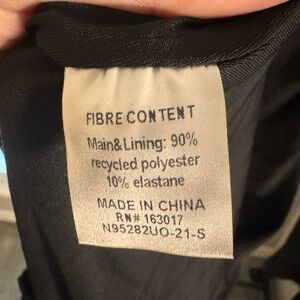 FIBRE CONTENT
Main&Lining: 90%
recycled polyester
10% elastane
MADE IN CHINA
RN# 163017
N95282UO-21-S